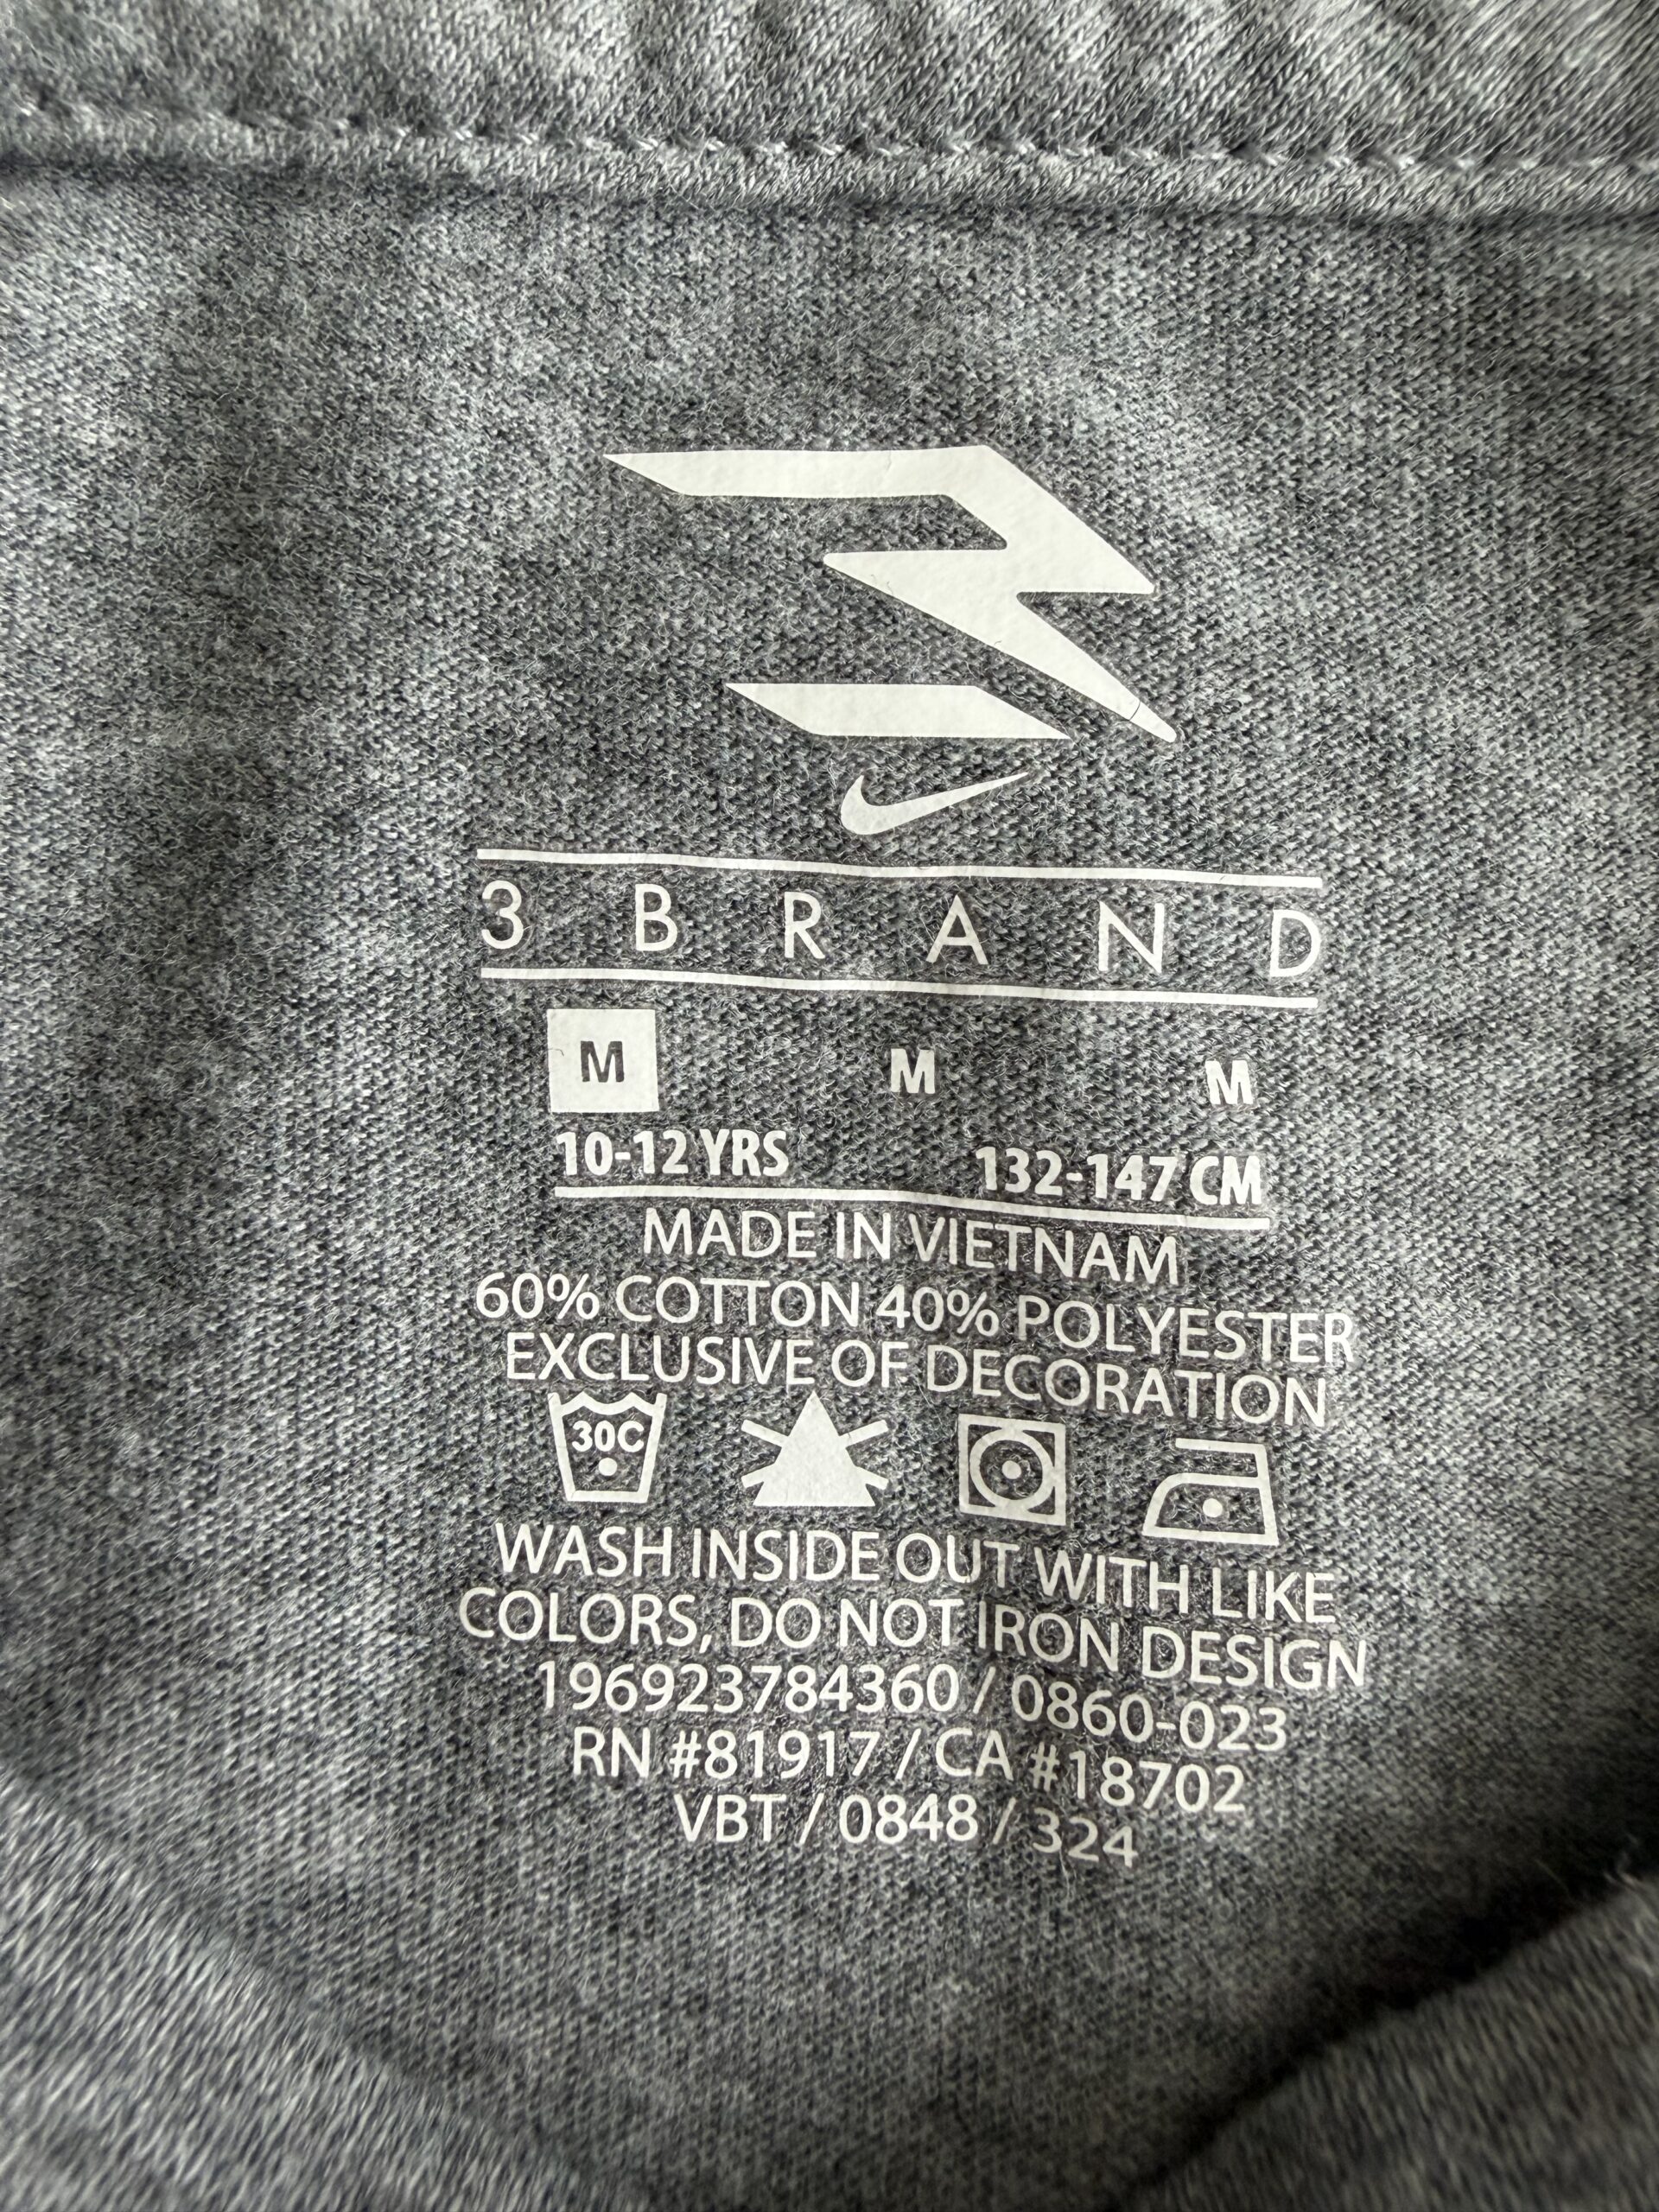 3 BRAND
M M M
10-12 YRS 132-147 CM
MADE IN VIETNAM
60% COTTON 40% POLYESTER
EXCLUSIVE OF DECORATION
30C
WASH INSIDE OUT WITH LIKE
COLORS, DO NOT IRON DESIGN
196923784360 / 0860-023
RN #81917 / CA #18702
VBT / 0848 / 324